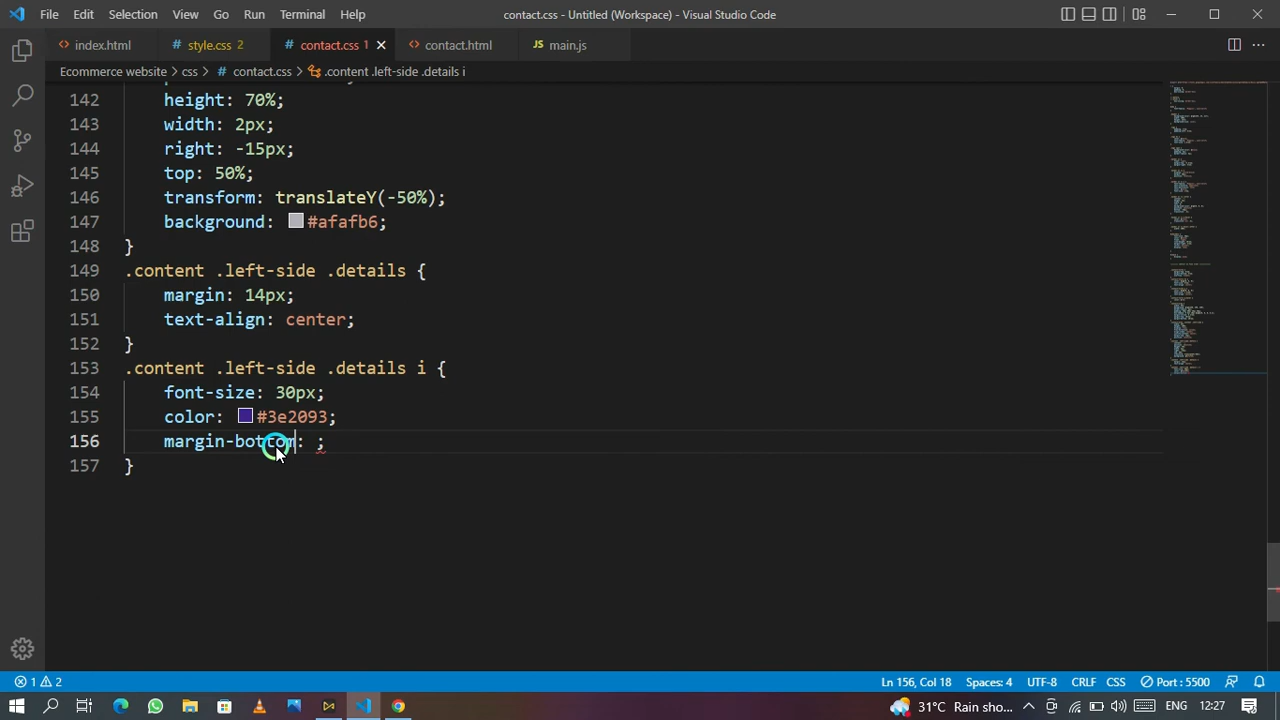 File Edit Selection View Go Run Terminal Help
contact.css - Untitled (Workspace) - Visual Studio Code
index.html
style.css 2
contact.css 1
contact.html
main.js
Ecommerce website > css > contact.css > .content .left-side .details i
142 height: 70%;
143 width: 2px;
144 right: -15px;
145 top: 50%;
146 transform: translateY(-50%);
147 background: #afafb6;
148 }
149 .content .left-side .details {
150 margin: 14px;
151 text-align: center;
152 }
153 .content .left-side .details i {
154 font-size: 30px;
155 color: #3e2093;
156 margin-bottom: ;
157 }
1 2
Ln 156, Col 18 Spaces: 4 UTF-8 CRLF CSS Port : 5500
31°C Rain sho... ENG 12:27